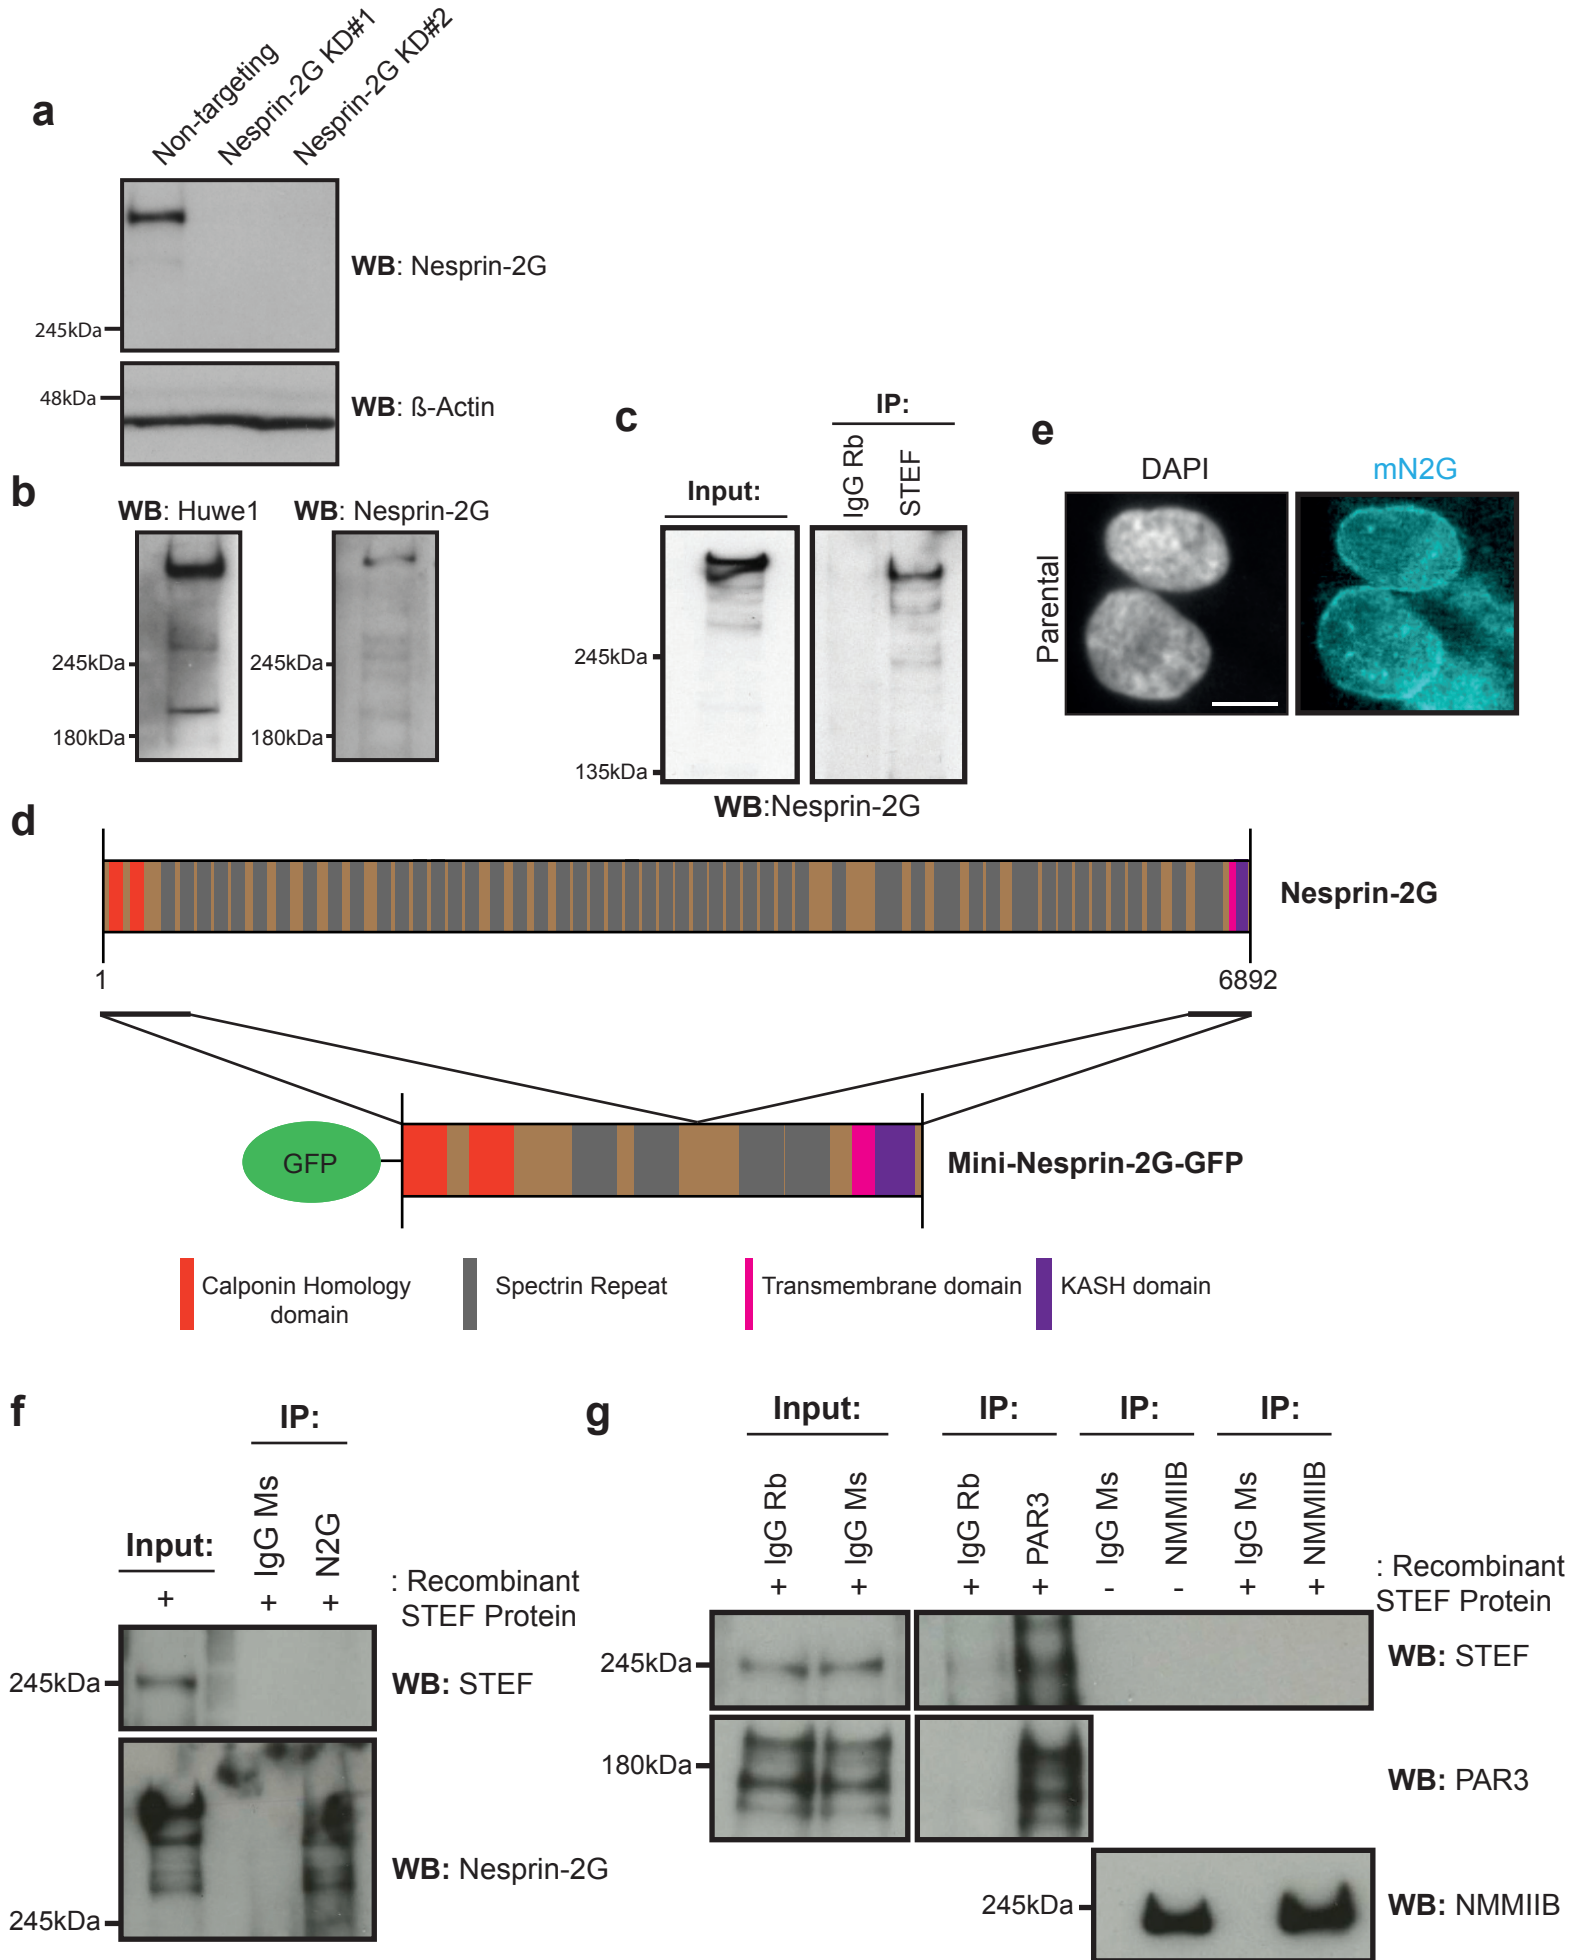 a
Non-targeting
Nesprin-2G KD#1
Nesprin-2G KD#2
WB: Nesprin-2G
245kDa
48kDa
WB: ß-Actin
b
WB: Huwe1
WB: Nesprin-2G
245kDa
245kDa
180kDa
180kDa
c
IP:
Input:
IgG Rb
STEF
245kDa
135kDa
WB:Nesprin-2G
e
DAPI
mN2G
Parental
d
Nesprin-2G
1
6892
GFP
Mini-Nesprin-2G-GFP
Calponin Homology
domain
Spectrin Repeat
Transmembrane domain
KASH domain
f
IP:
Input:
IgG Ms
N2G
+
+
+
: Recombinant
STEF Protein
245kDa
WB: STEF
WB: Nesprin-2G
245kDa
g
Input:
IP:
IP:
IP:
IgG Rb
IgG Ms
IgG Rb
PAR3
IgG Ms
NMMIIB
IgG Ms
NMMIIB
+
+
+
+
-
-
+
+
: Recombinant
STEF Protein
245kDa
WB: STEF
180kDa
WB: PAR3
245kDa
WB: NMMIIB